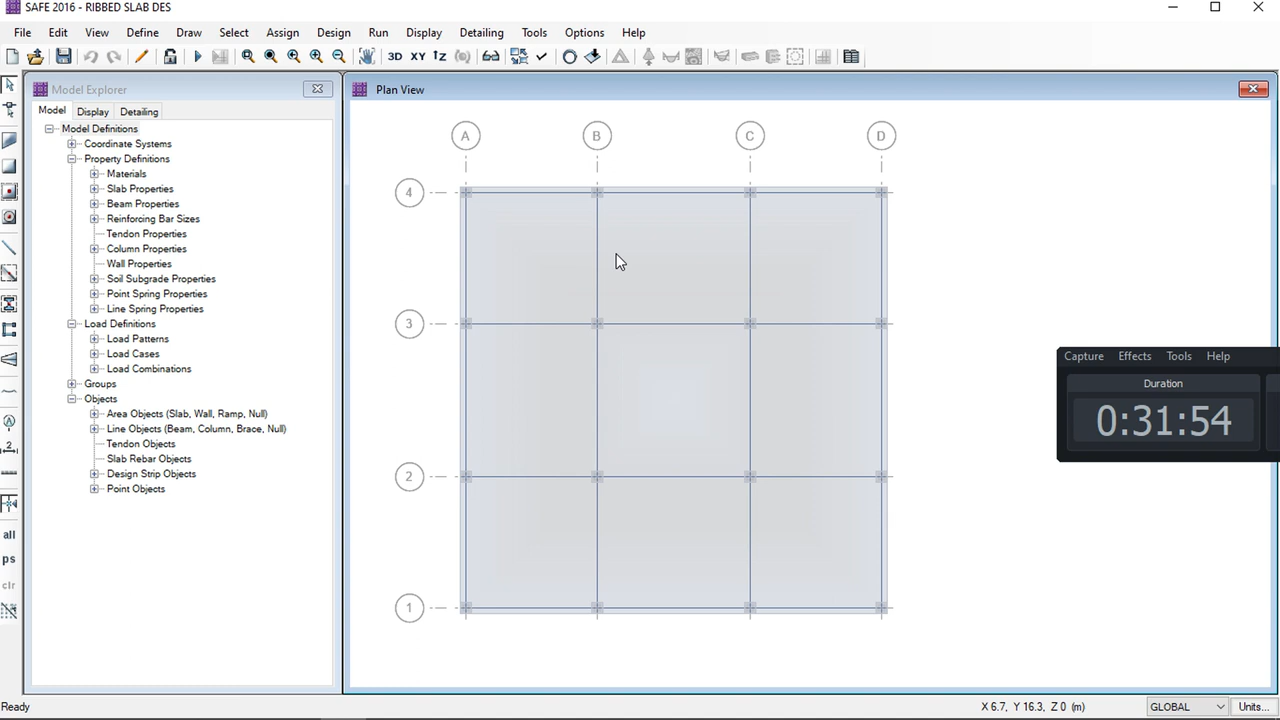 SAFE 2016 - RIBBED SLAB DES
File Edit View Define Draw Select Assign Design Run Display Detailing Tools Options Help
3D XY
Model Explorer
Model Display Detailing
Model Definitions
Coordinate Systems
Property Definitions
Materials
Slab Properties
Beam Properties
Reinforcing Bar Sizes
Tendon Properties
Column Properties
Wall Properties
Soil Subgrade Properties
Point Spring Properties
Line Spring Properties
Load Definitions
Load Patterns
Load Cases
Load Combinations
Groups
Objects
Area Objects (Slab, Wall, Ramp, Null)
Line Objects (Beam, Column, Brace, Null)
Tendon Objects
Slab Rebar Objects
Design Strip Objects
Point Objects
all
ps
clr
Plan View
A B C D
4
3
2
1
Capture Effects Tools Help
Duration
0:31:54
Ready
X 6.7, Y 16.3, Z 0 (m)
GLOBAL
Units...